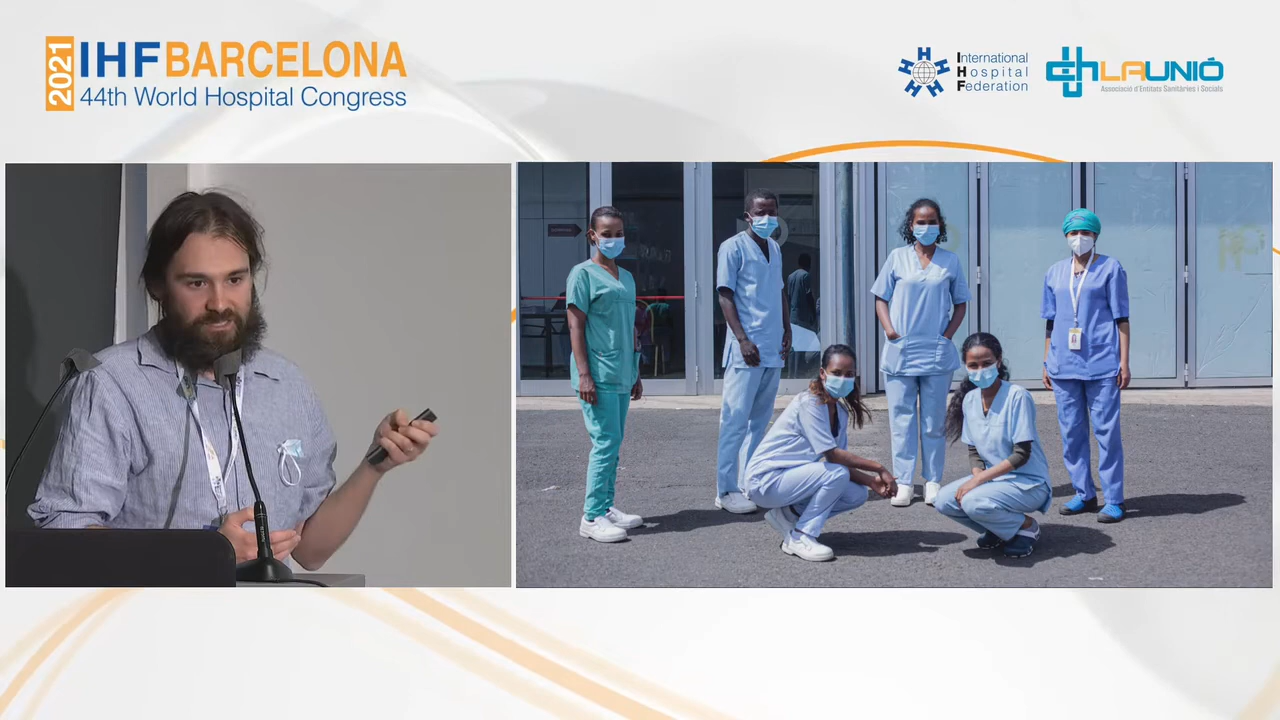 2021
IHF BARCELONA
44th World Hospital Congress
International
Hospital
Federation
LAUNIÓ
Associació d'Entitats Sanitàries i Socials